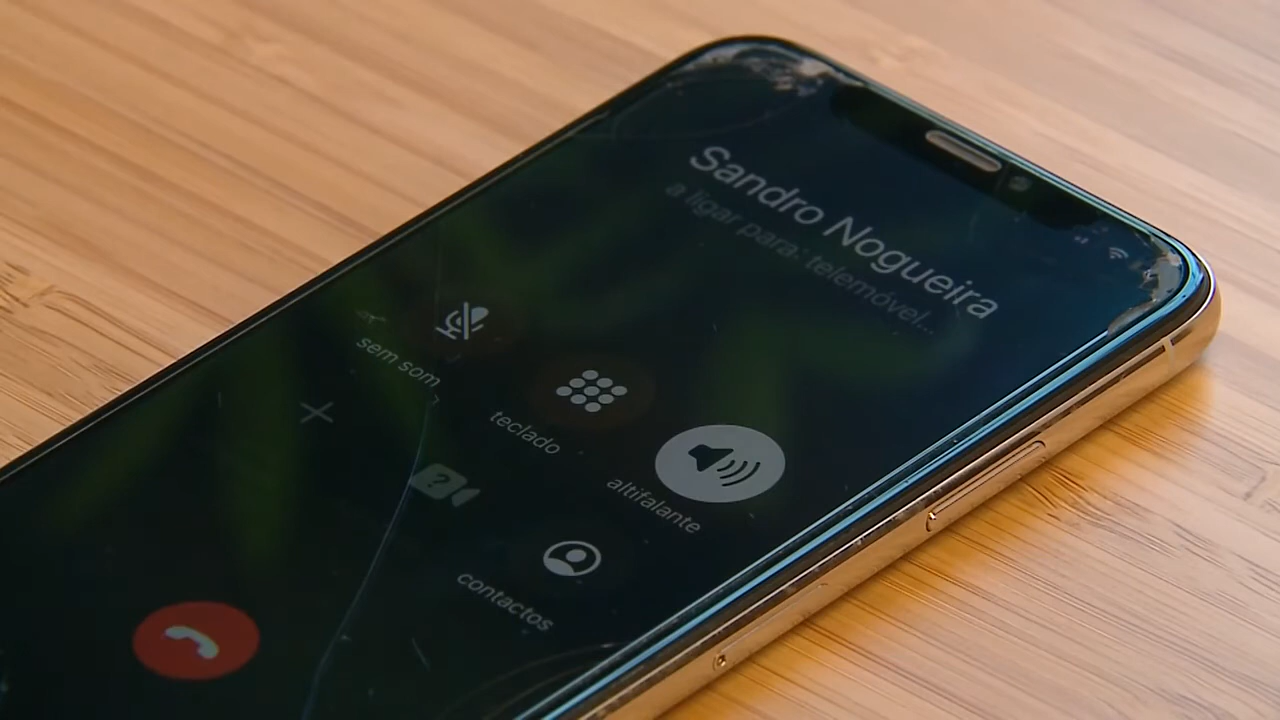 Sandro Nogueira
a ligar para: telemóvel...
sem som
teclado
altifalante
?
contactos